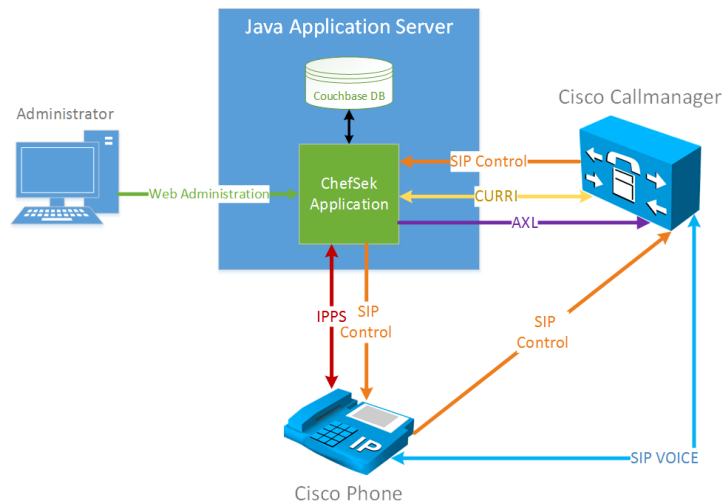 Java Application Server
Couchbase DB
Cisco Callmanager
Administrator
SIP Control
ChefSek
Application
Web Administration
CURRI
AXL
IPPS
SIP
Control
SIP
Control
IP
SIP VOICE
Cisco Phone